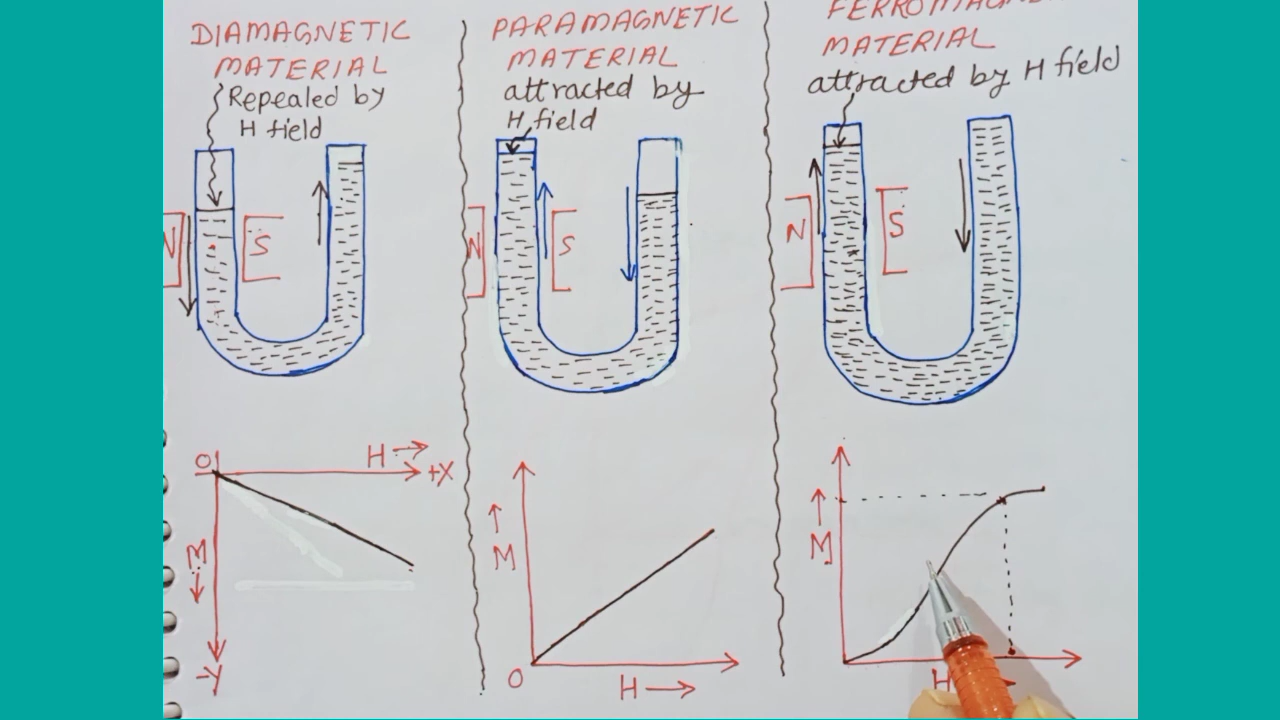 DIAMAGNETIC
MATERIAL
Repealed by
H field
N
S
O
H →
+X
M
-Y
PARAMAGNETIC
MATERIAL
attracted by
H field
N
S
M
O
H →
MATERIAL
attracted by H field
N
S
M
H